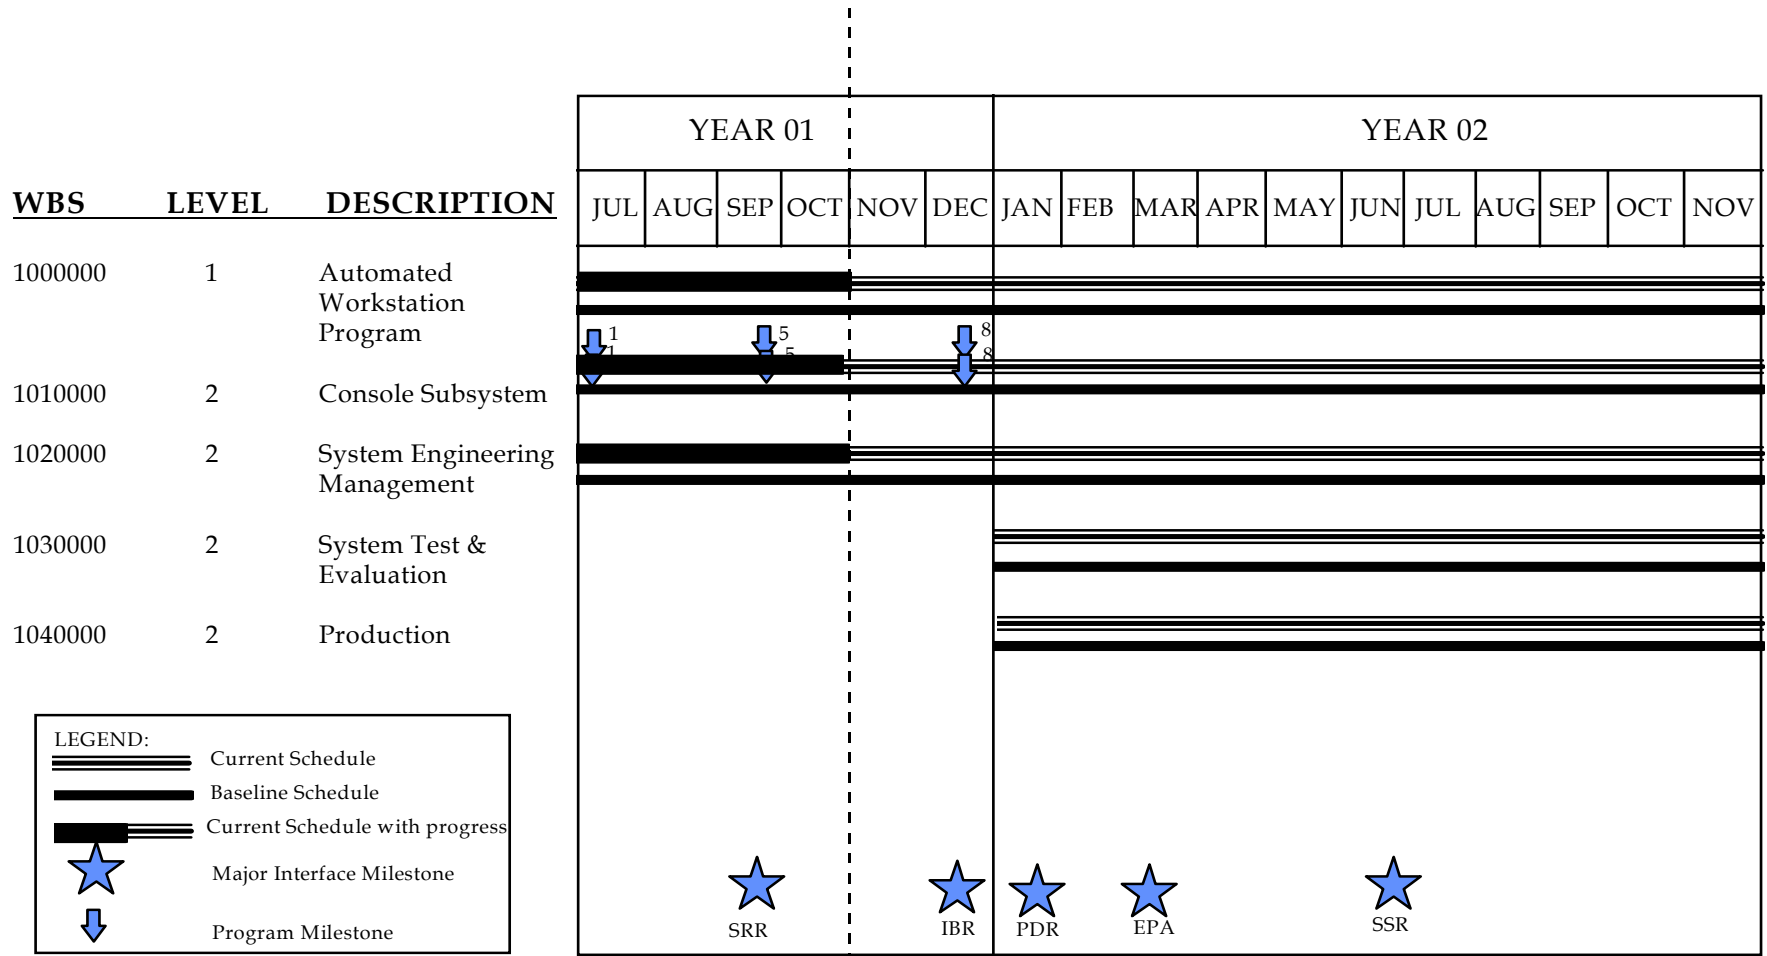 YEAR 01 YEAR 02
WBS LEVEL DESCRIPTION JUL AUG SEP OCT NOV DEC JAN FEB MAR APR MAY JUN JUL AUG SEP OCT NOV
1000000 1 Automated
Workstation
Program
1 5 8
1 5 8
1010000 2 Console Subsystem
1020000 2 System Engineering
Management
1030000 2 System Test &
Evaluation
1040000 2 Production
LEGEND:
Current Schedule
Baseline Schedule
Current Schedule with progress
Major Interface Milestone
Program Milestone
SRR IBR PDR EPA SSR